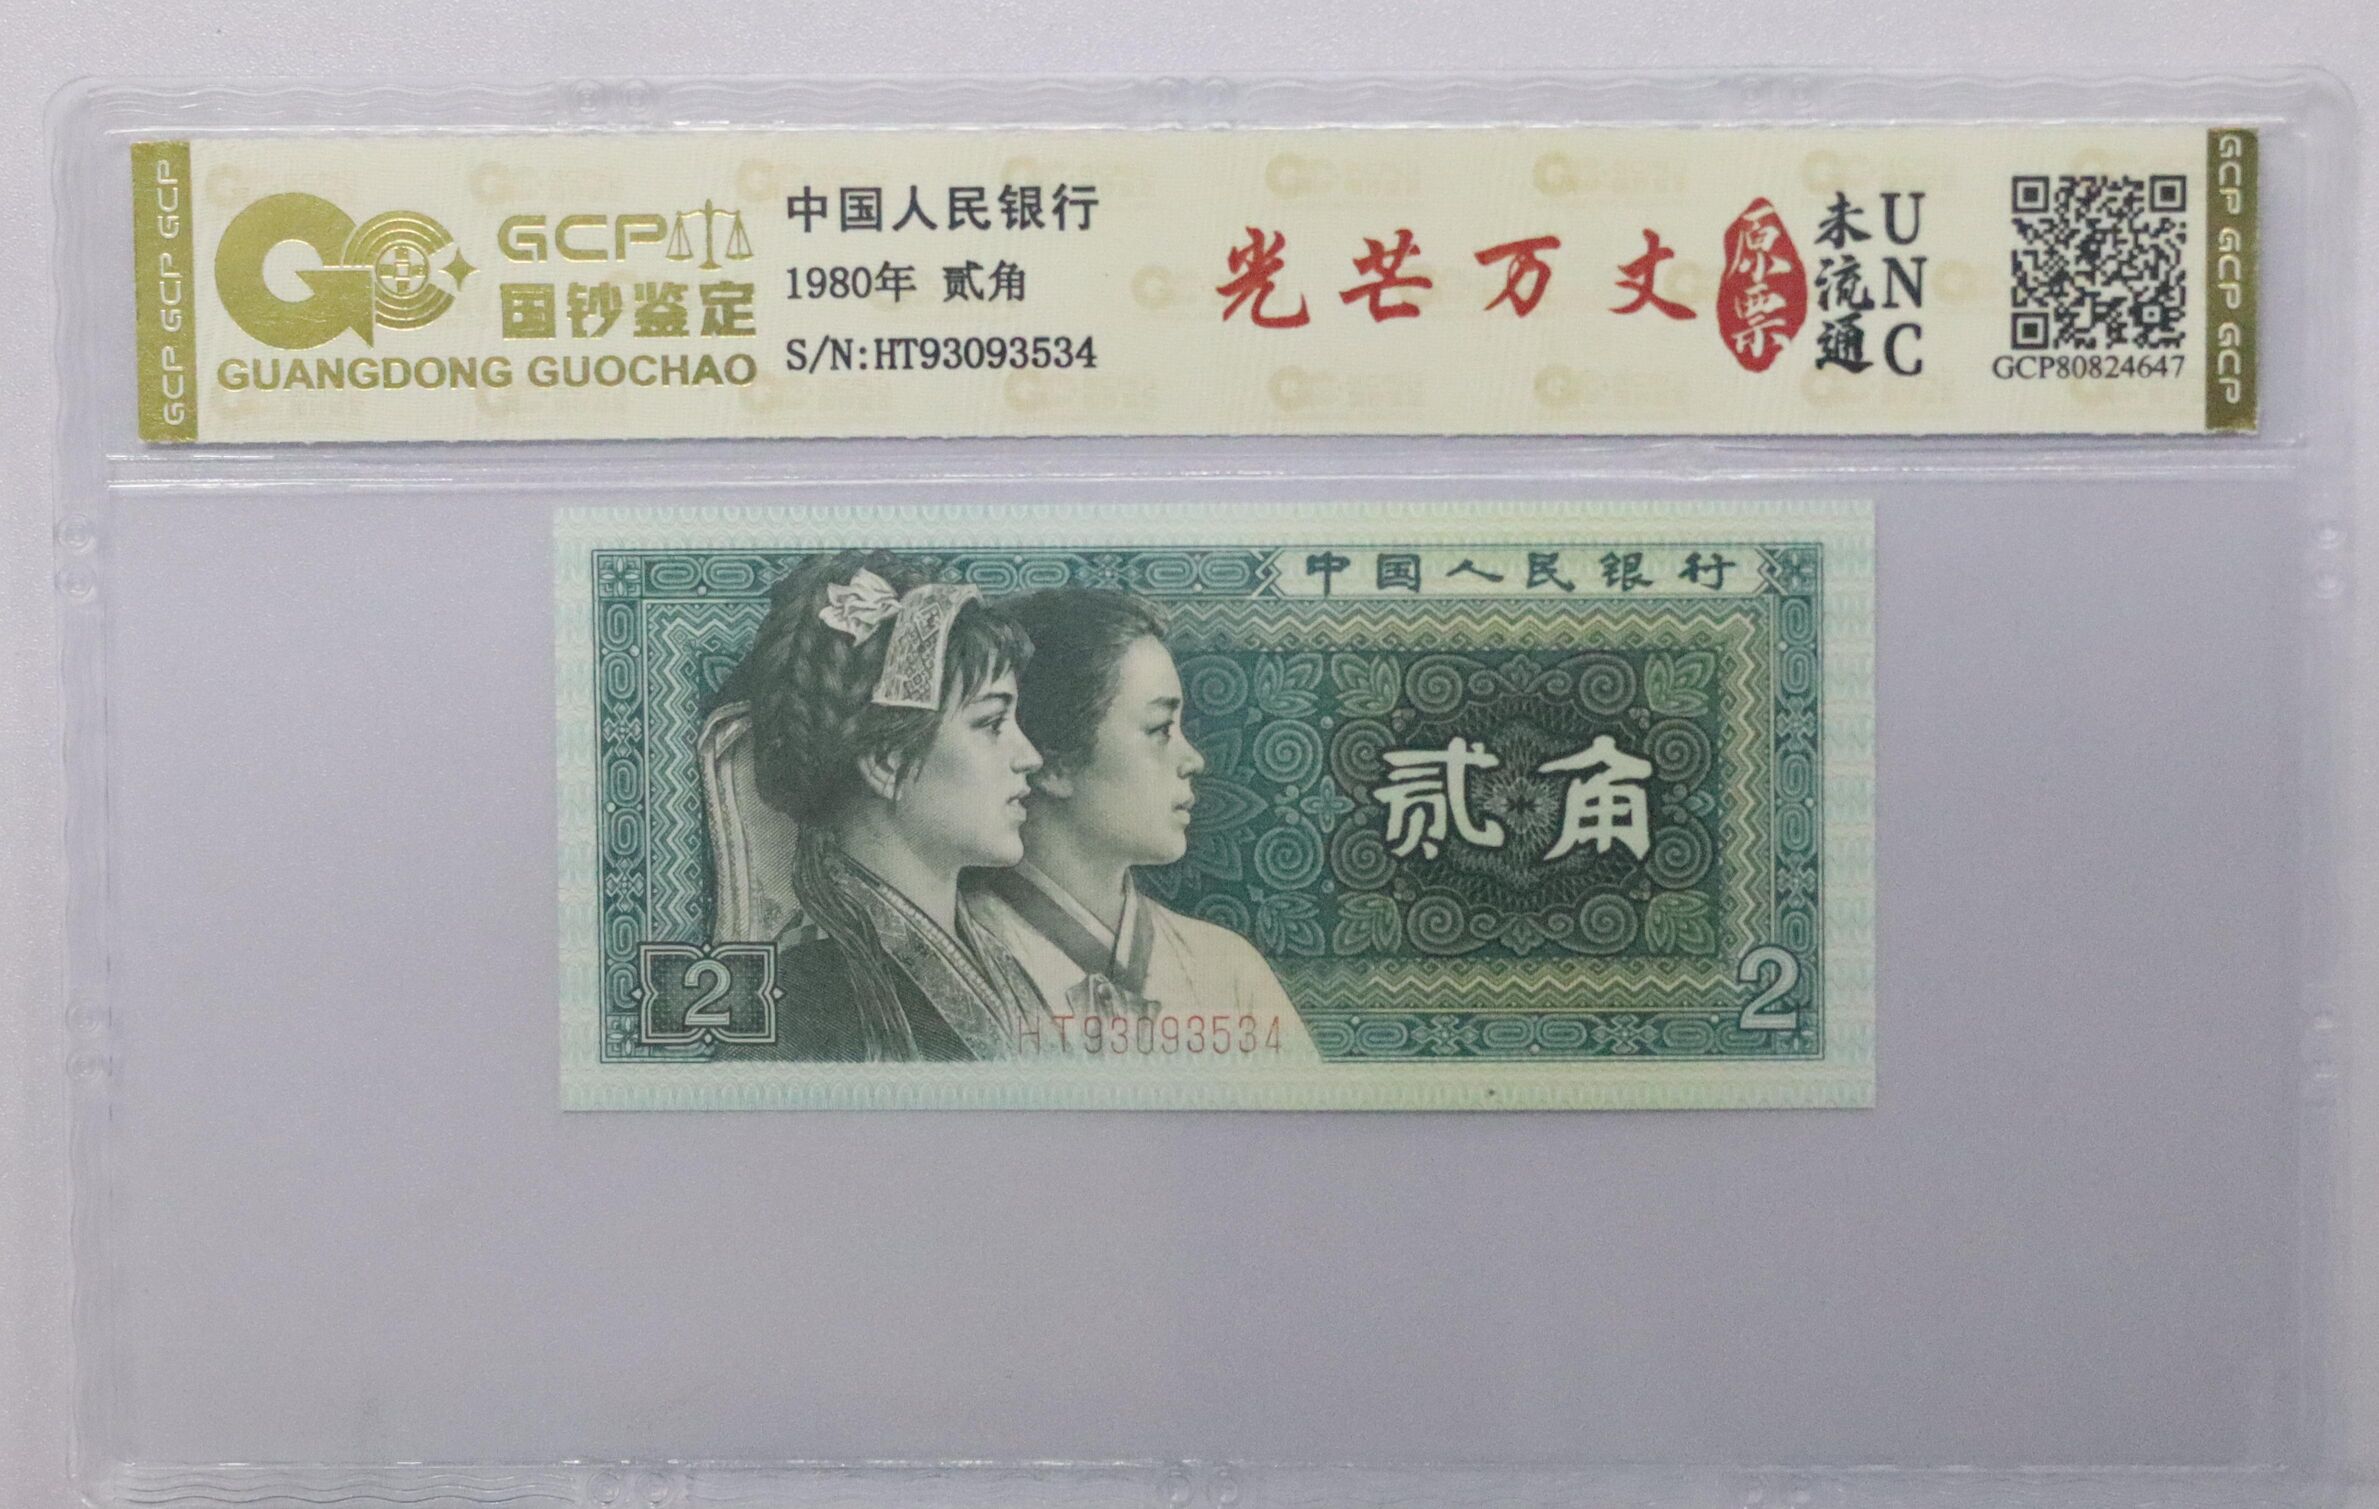 GCP GCP GCP
GCP
国钞鉴定
GUANGDONG GUOCHAO
中国人民银行
1980年 贰角
S/N:HT93093534
光芒万丈
原票
未流通
UNC
GCP80824647
GCP GCP GCP
中国人民银行
贰角
2
2
HT93093534